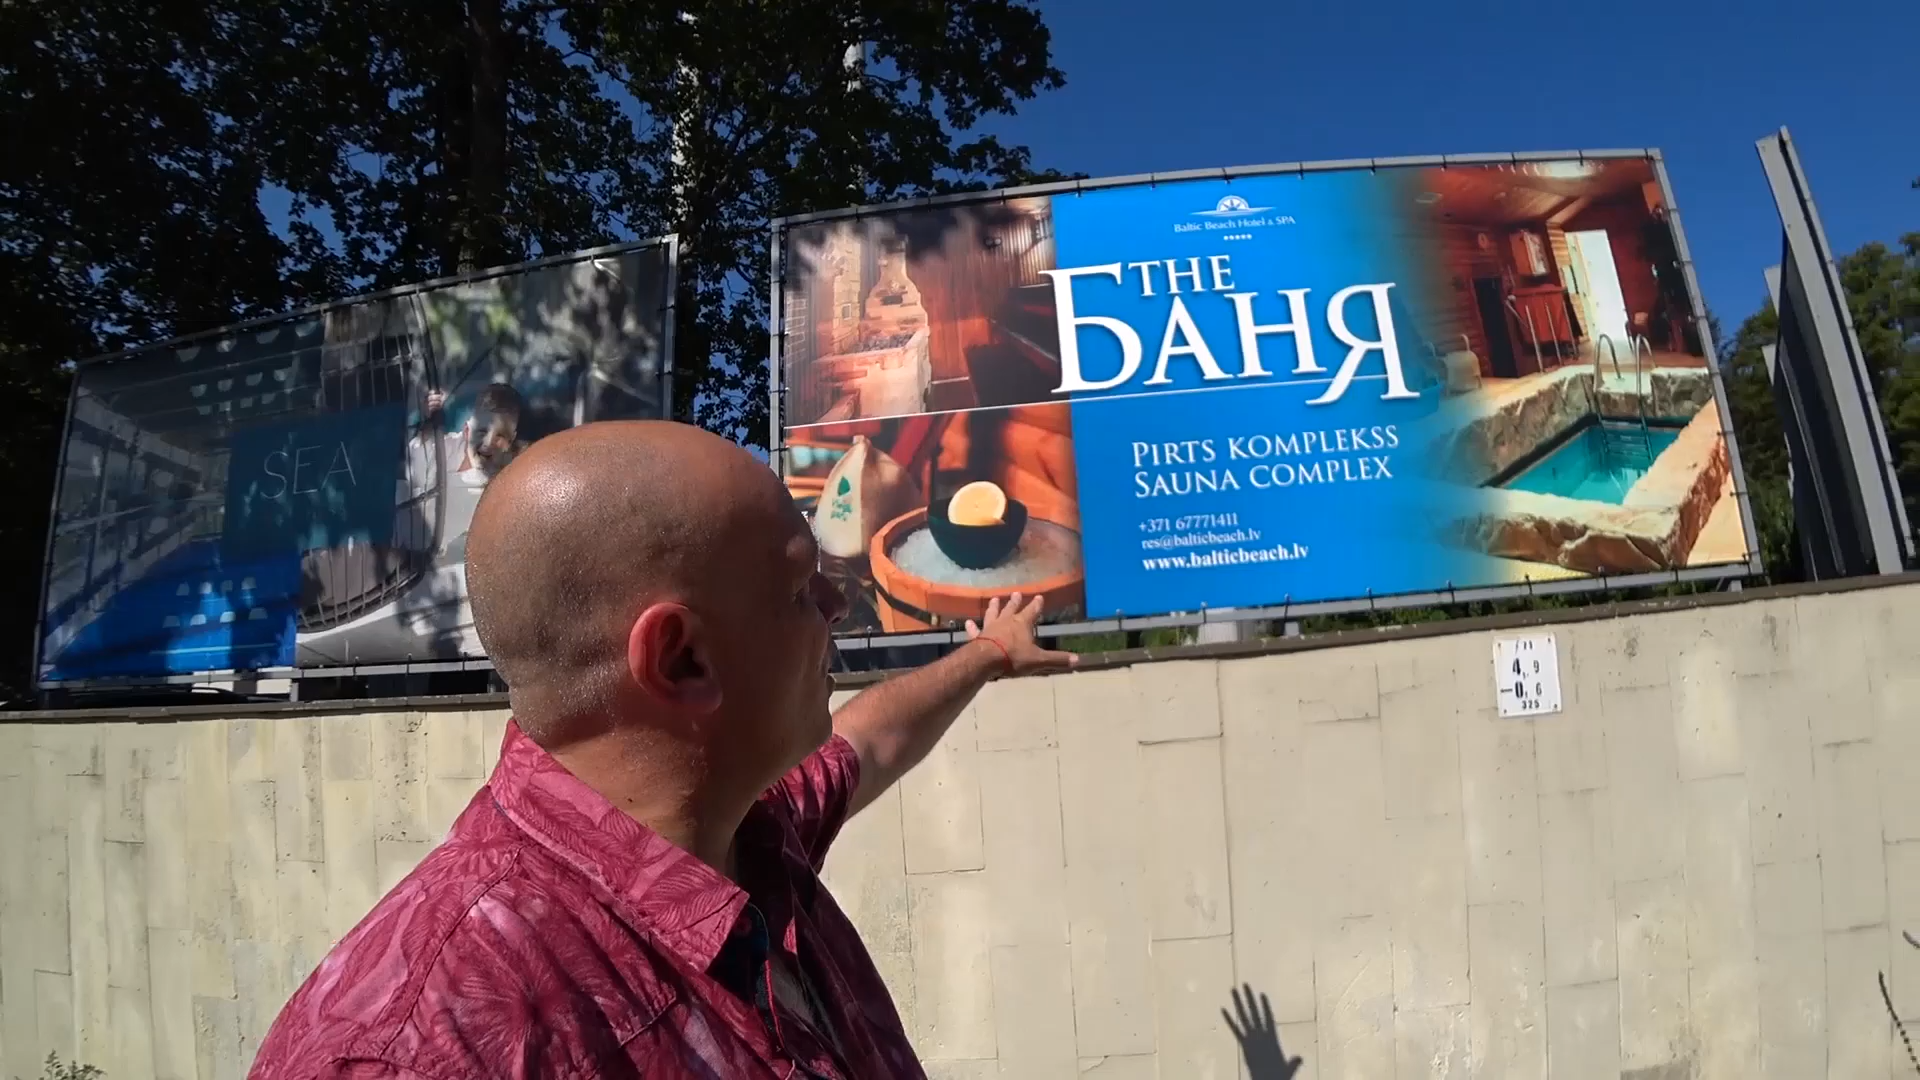 SEA
Baltic Beach Hotel & SPA
THE
БАНЯ
PIRTS KOMPLEKSS
SAUNA COMPLEX
+371 67771411
res@balticbeach.lv
www.balticbeach.lv
4,9
0,6
325